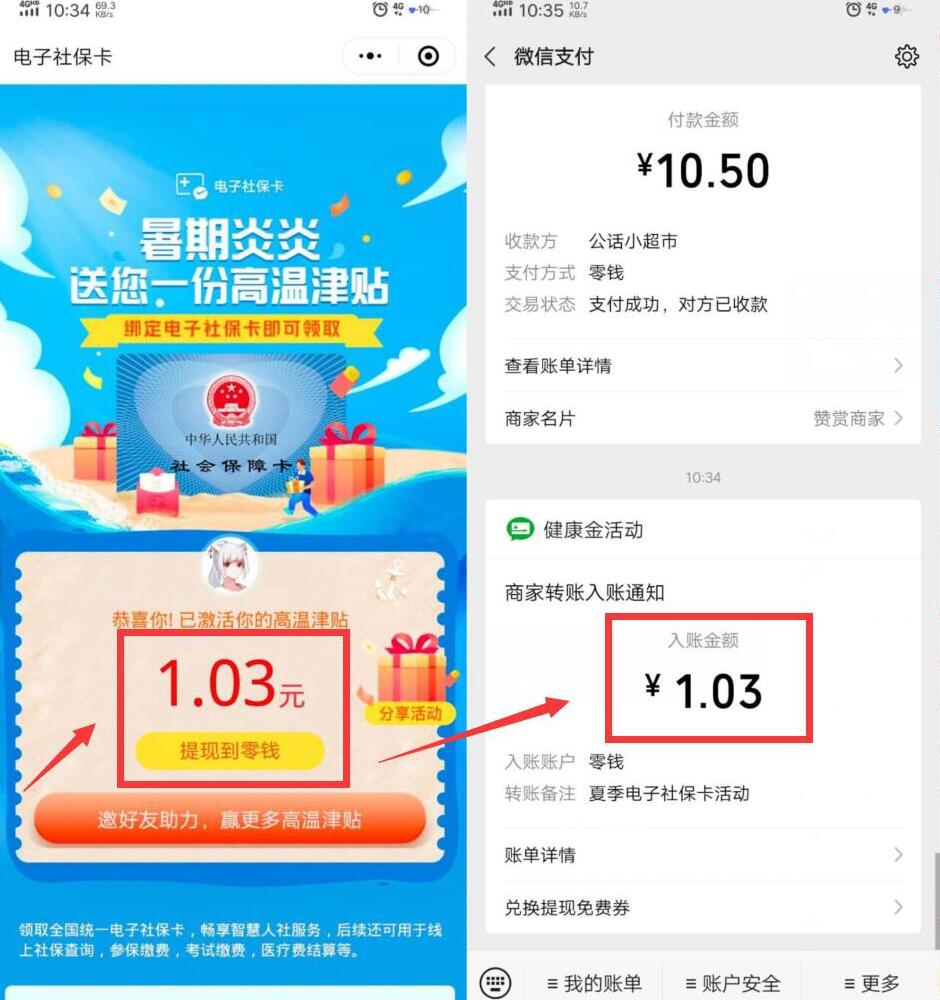 4GHD 10:34 69.3 KB/s 4G 10
电子社保卡
电子社保卡
暑期炎炎
送您一份高温津贴
绑定电子社保卡即可领取
中华人民共和国
社会保障卡
恭喜你! 已激活你的高温津贴
1.03元
提现到零钱
分享活动
邀好友助力，赢更多高温津贴
领取全国统一电子社保卡，畅享智慧人社服务，后续还可用于线
上社保查询，参保缴费，考试缴费，医疗费结算等。
4GHD 10:35 10.7 KB/s 4G 9
微信支付
付款金额
¥10.50
收款方 公话小超市
支付方式 零钱
交易状态 支付成功，对方已收款
查看账单详情
商家名片 赞赏商家
10:34
健康金活动
商家转账入账通知
入账金额
¥ 1.03
入账账户 零钱
转账备注 夏季电子社保卡活动
账单详情
兑换提现免费券
我的账单 账户安全 更多